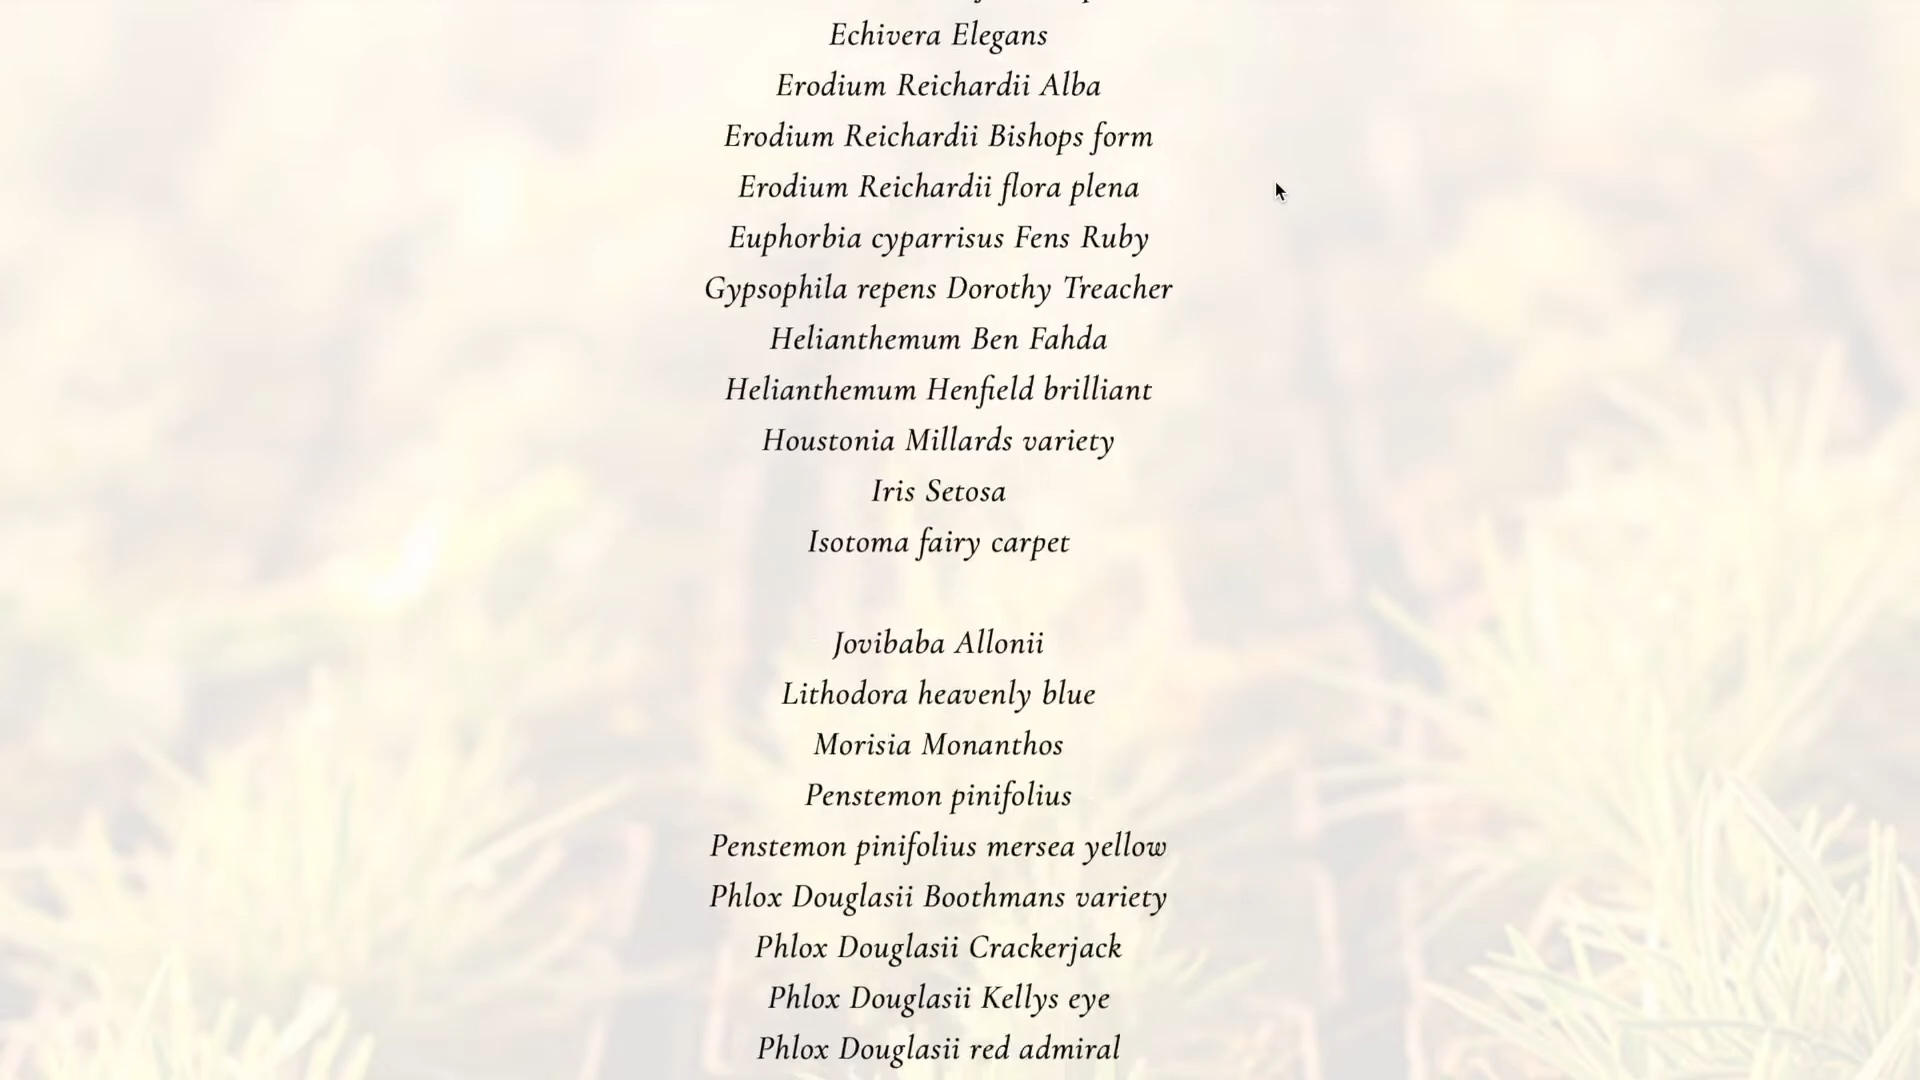 Echivera Elegans
Erodium Reichardii Alba
Erodium Reichardii Bishops form
Erodium Reichardii flora plena
Euphorbia cyparrisus Fens Ruby
Gypsophila repens Dorothy Treacher
Helianthemum Ben Fahda
Helianthemum Henfield brilliant
Houstonia Millards variety
Iris Setosa
Isotoma fairy carpet
Jovibaba Allonii
Lithodora heavenly blue
Morisia Monanthos
Penstemon pinifolius
Penstemon pinifolius mersea yellow
Phlox Douglasii Boothmans variety
Phlox Douglasii Crackerjack
Phlox Douglasii Kellys eye
Phlox Douglasii red admiral